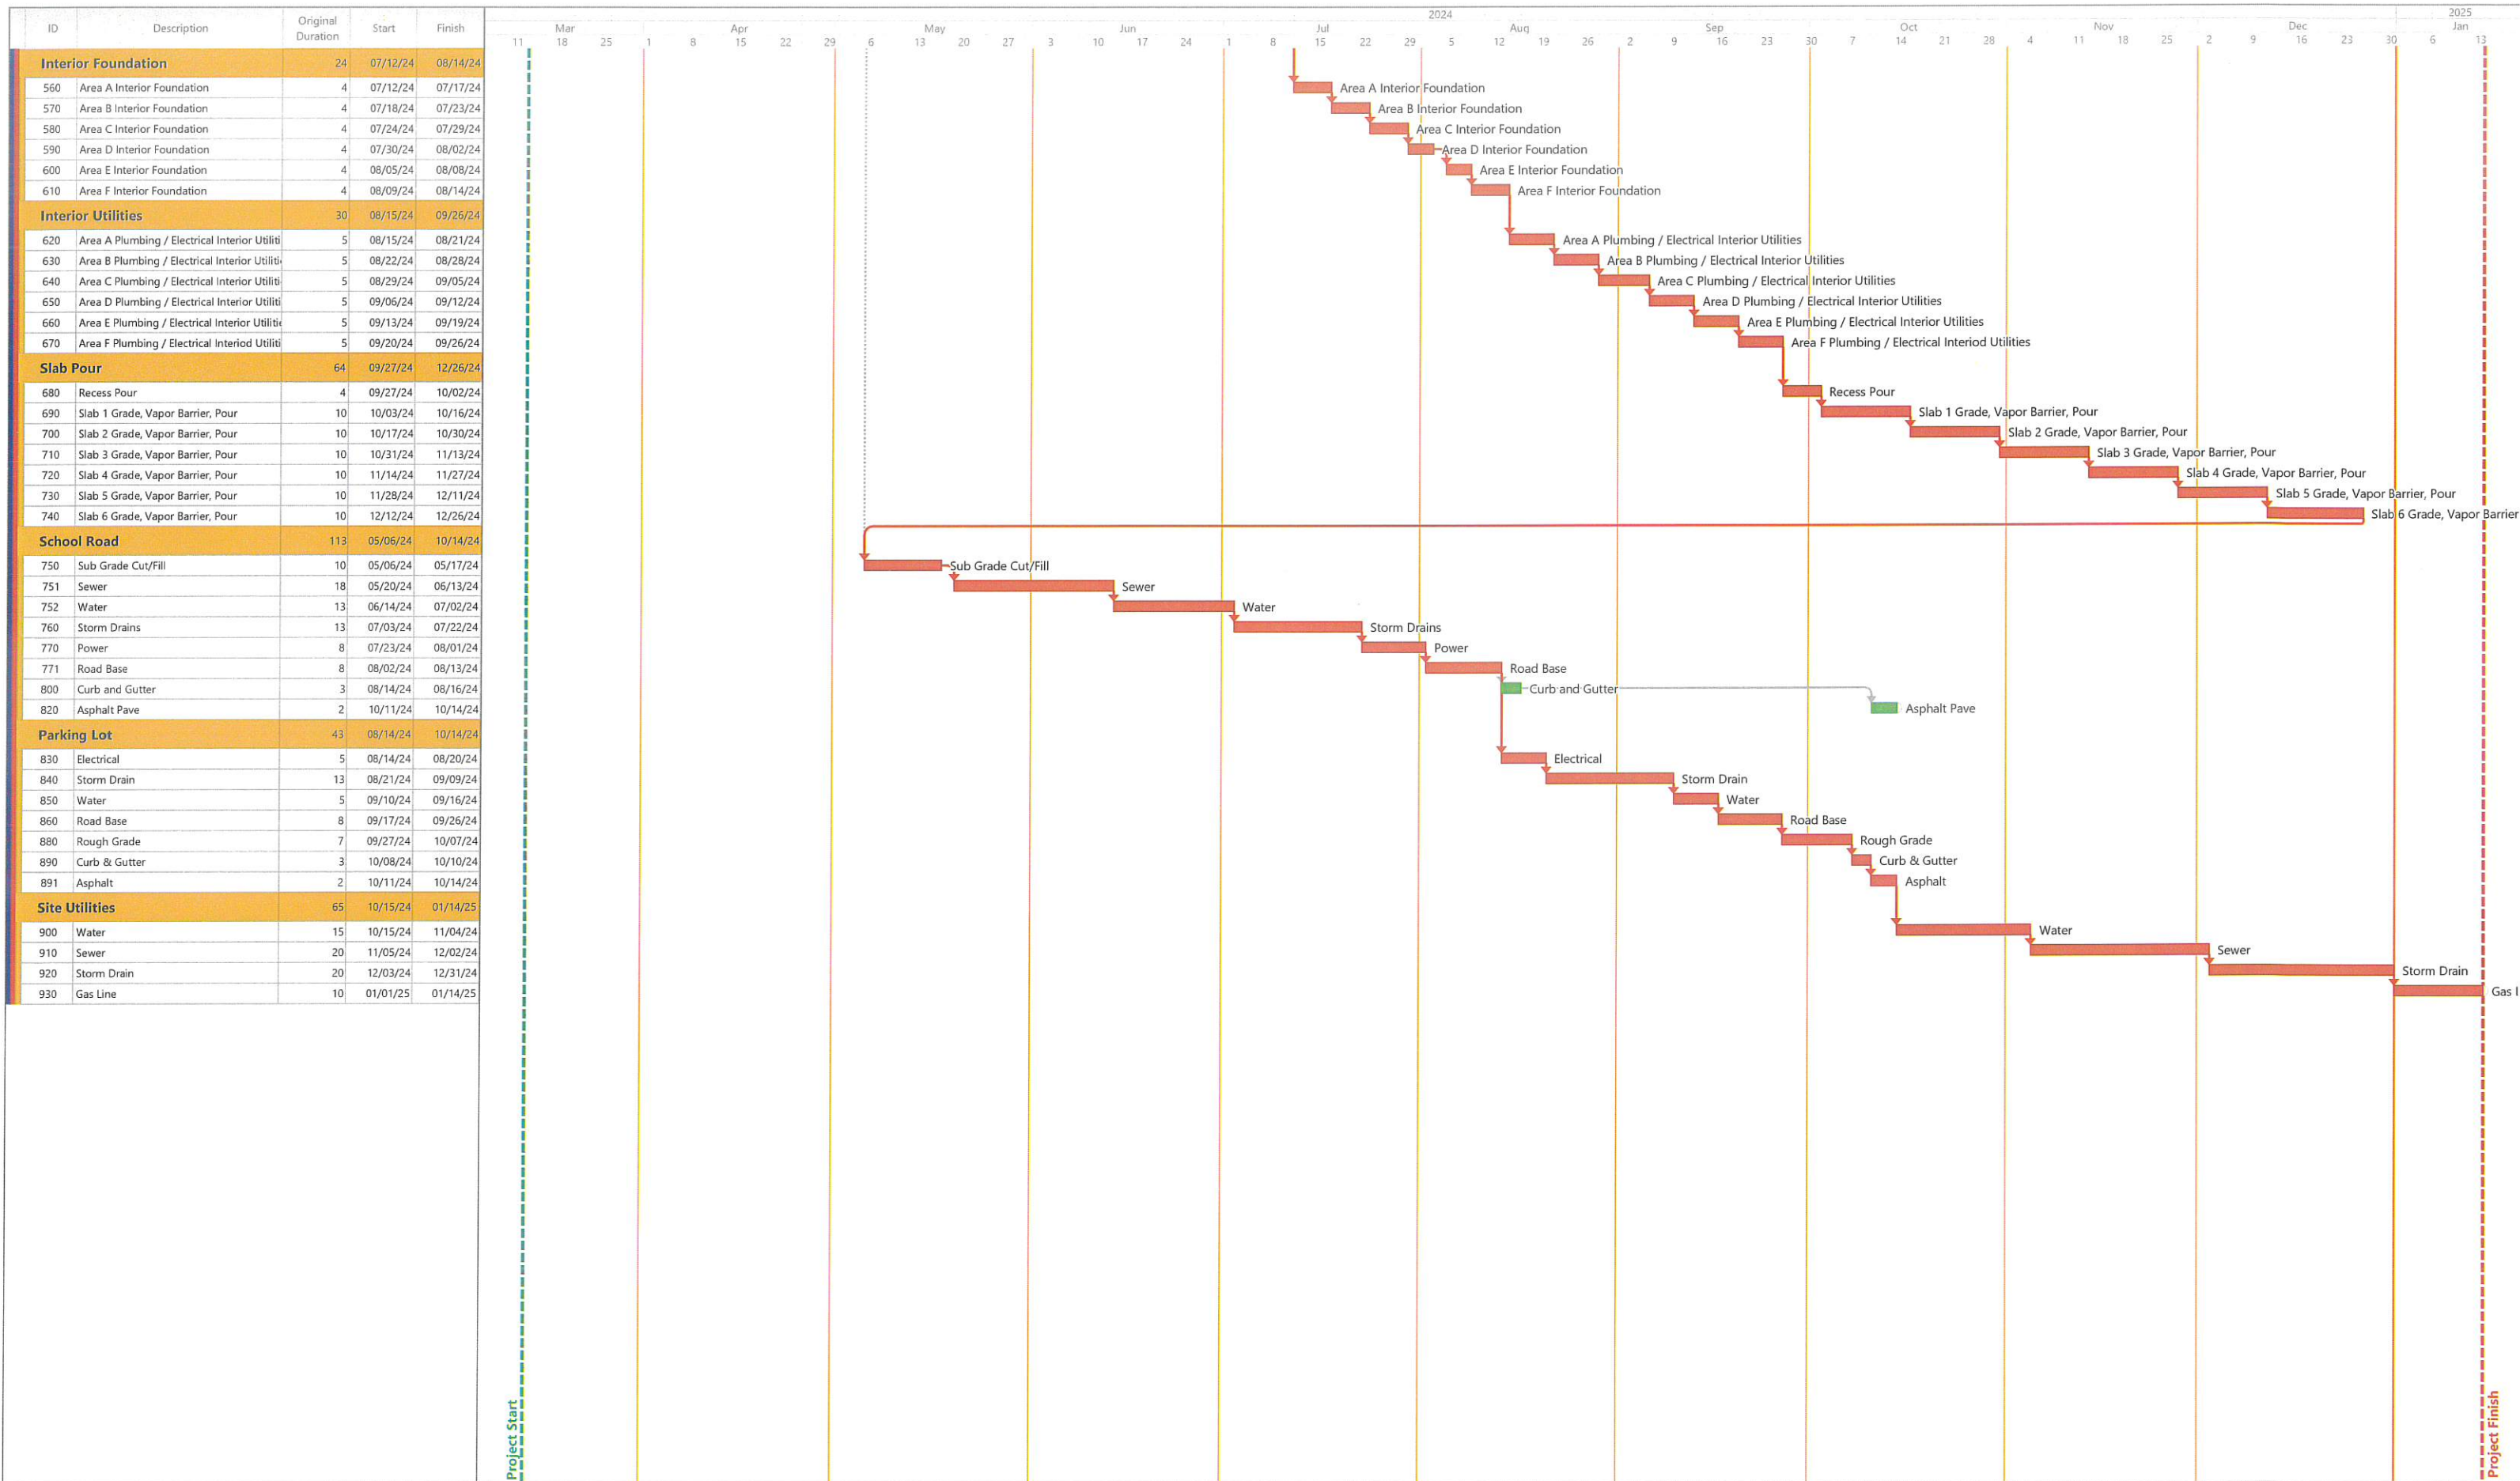 2024 2025
ID Description Original Duration Start Finish Mar Apr May Jun Jul Aug Sep Oct Nov Dec Jan
11 18 25 1 8 15 22 29 6 13 20 27 3 10 17 24 1 8 15 22 29 5 12 19 26 2 9 16 23 30 7 14 21 28 4 11 18 25 2 9 16 23 30 6 13
Interior Foundation 24 07/12/24 08/14/24
560 Area A Interior Foundation 4 07/12/24 07/17/24 Area A Interior Foundation
570 Area B Interior Foundation 4 07/18/24 07/23/24 Area B Interior Foundation
580 Area C Interior Foundation 4 07/24/24 07/29/24 Area C Interior Foundation
590 Area D Interior Foundation 4 07/30/24 08/02/24 Area D Interior Foundation
600 Area E Interior Foundation 4 08/05/24 08/08/24 Area E Interior Foundation
610 Area F Interior Foundation 4 08/09/24 08/14/24 Area F Interior Foundation
Interior Utilities 30 08/15/24 09/26/24
620 Area A Plumbing / Electrical Interior Utiliti 5 08/15/24 08/21/24 Area A Plumbing / Electrical Interior Utilities
630 Area B Plumbing / Electrical Interior Utiliti 5 08/22/24 08/28/24 Area B Plumbing / Electrical Interior Utilities
640 Area C Plumbing / Electrical Interior Utiliti 5 08/29/24 09/05/24 Area C Plumbing / Electrical Interior Utilities
650 Area D Plumbing / Electrical Interior Utiliti 5 09/06/24 09/12/24 Area D Plumbing / Electrical Interior Utilities
660 Area E Plumbing / Electrical Interior Utiliti 5 09/13/24 09/19/24 Area E Plumbing / Electrical Interior Utilities
670 Area F Plumbing / Electrical Interiod Utiliti 5 09/20/24 09/26/24 Area F Plumbing / Electrical Interiod Utilities
Slab Pour 64 09/27/24 12/26/24
680 Recess Pour 4 09/27/24 10/02/24 Recess Pour
690 Slab 1 Grade, Vapor Barrier, Pour 10 10/03/24 10/16/24 Slab 1 Grade, Vapor Barrier, Pour
700 Slab 2 Grade, Vapor Barrier, Pour 10 10/17/24 10/30/24 Slab 2 Grade, Vapor Barrier, Pour
710 Slab 3 Grade, Vapor Barrier, Pour 10 10/31/24 11/13/24 Slab 3 Grade, Vapor Barrier, Pour
720 Slab 4 Grade, Vapor Barrier, Pour 10 11/14/24 11/27/24 Slab 4 Grade, Vapor Barrier, Pour
730 Slab 5 Grade, Vapor Barrier, Pour 10 11/28/24 12/11/24 Slab 5 Grade, Vapor Barrier, Pour
740 Slab 6 Grade, Vapor Barrier, Pour 10 12/12/24 12/26/24 Slab 6 Grade, Vapor Barrier
School Road 113 05/06/24 10/14/24
750 Sub Grade Cut/Fill 10 05/06/24 05/17/24 Sub Grade Cut/Fill
751 Sewer 18 05/20/24 06/13/24 Sewer
752 Water 13 06/14/24 07/02/24 Water
760 Storm Drains 13 07/03/24 07/22/24 Storm Drains
770 Power 8 07/23/24 08/01/24 Power
771 Road Base 8 08/02/24 08/13/24 Road Base
800 Curb and Gutter 3 08/14/24 08/16/24 Curb and Gutter
820 Asphalt Pave 2 10/11/24 10/14/24 Asphalt Pave
Parking Lot 43 08/14/24 10/14/24
830 Electrical 5 08/14/24 08/20/24 Electrical
840 Storm Drain 13 08/21/24 09/09/24 Storm Drain
850 Water 5 09/10/24 09/16/24 Water
860 Road Base 8 09/17/24 09/26/24 Road Base
880 Rough Grade 7 09/27/24 10/07/24 Rough Grade
890 Curb & Gutter 3 10/08/24 10/10/24 Curb & Gutter
891 Asphalt 2 10/11/24 10/14/24 Asphalt
Site Utilities 65 10/15/24 01/14/25
900 Water 15 10/15/24 11/04/24 Water
910 Sewer 20 11/05/24 12/02/24 Sewer
920 Storm Drain 20 12/03/24 12/31/24 Storm Drain
930 Gas Line 10 01/01/25 01/14/25 Gas l
Project Start Project Finish